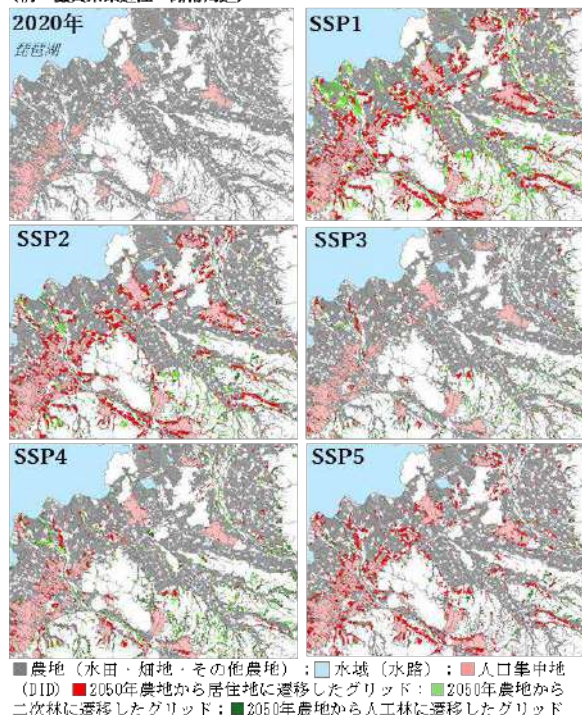 2020年
琵琶湖
SSP1
SSP2
SSP3
SSP4
SSP5
■農地（水田・畑地・その他農地）；■水域（水路）；■人口集中地
(DID) ■2050年農地から居住地に遷移したグリッド；■2050年農地から
二次林に遷移したグリッド；■2050年農地から人工林に遷移したグリッド